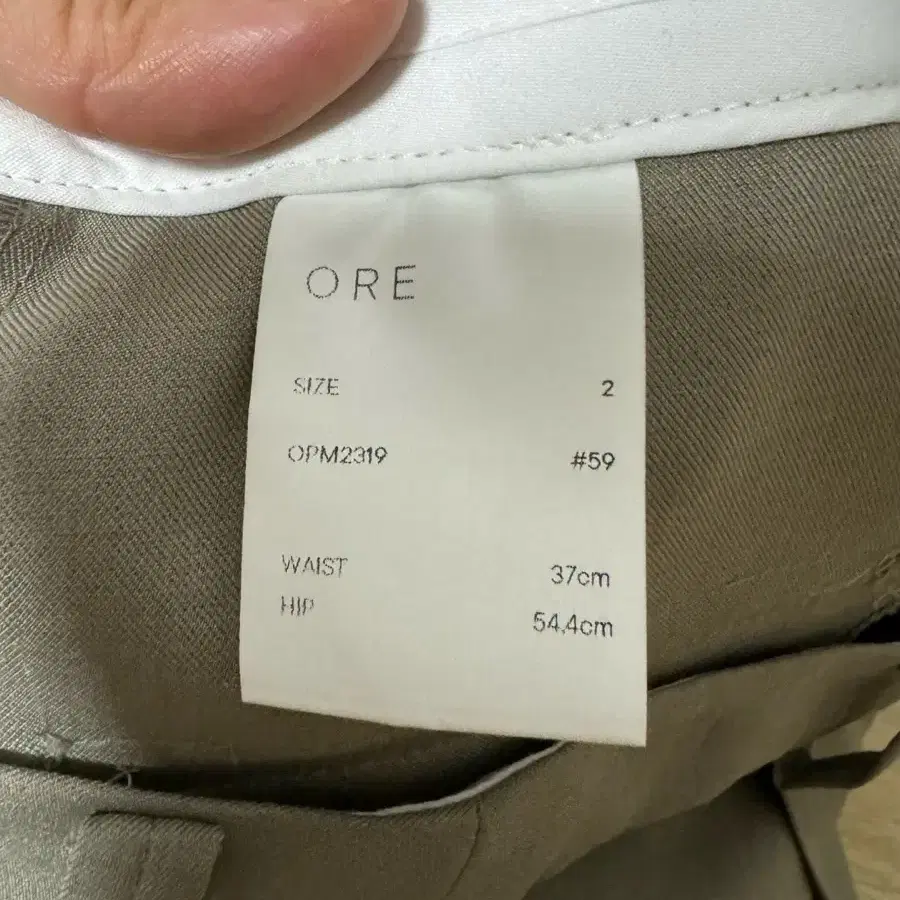 ORE
SIZE 2
OPM2319 #59
WAIST 37cm
HIP 54,4cm